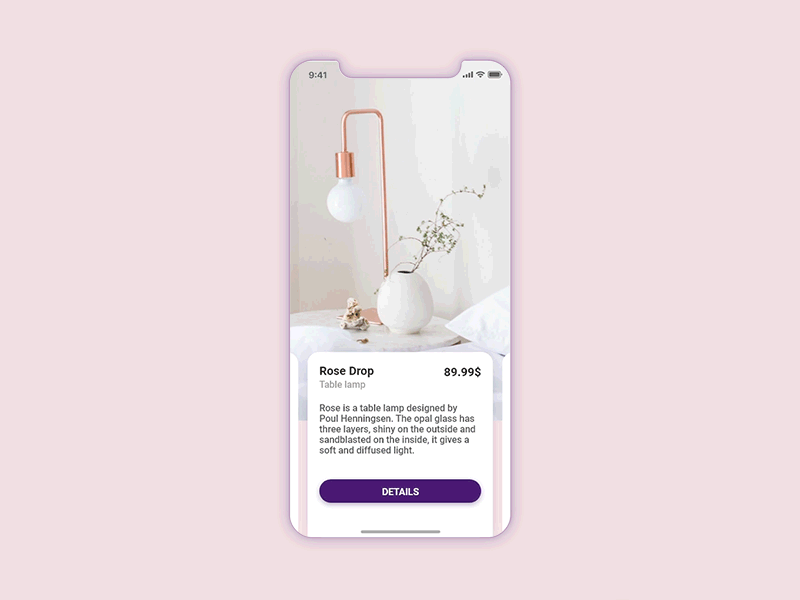 9:41
Rose Drop
89.99$
Table lamp
Rose is a table lamp designed by
Poul Henningsen. The opal glass has
three layers, shiny on the outside and
sandblasted on the inside, it gives a
soft and diffused light.
DETAILS